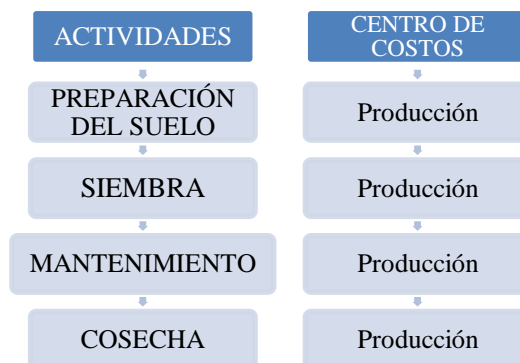 ACTIVIDADES
CENTRO DE
COSTOS
PREPARACIÓN
DEL SUELO
Producción
SIEMBRA
Producción
MANTENIMIENTO
Producción
COSECHA
Producción